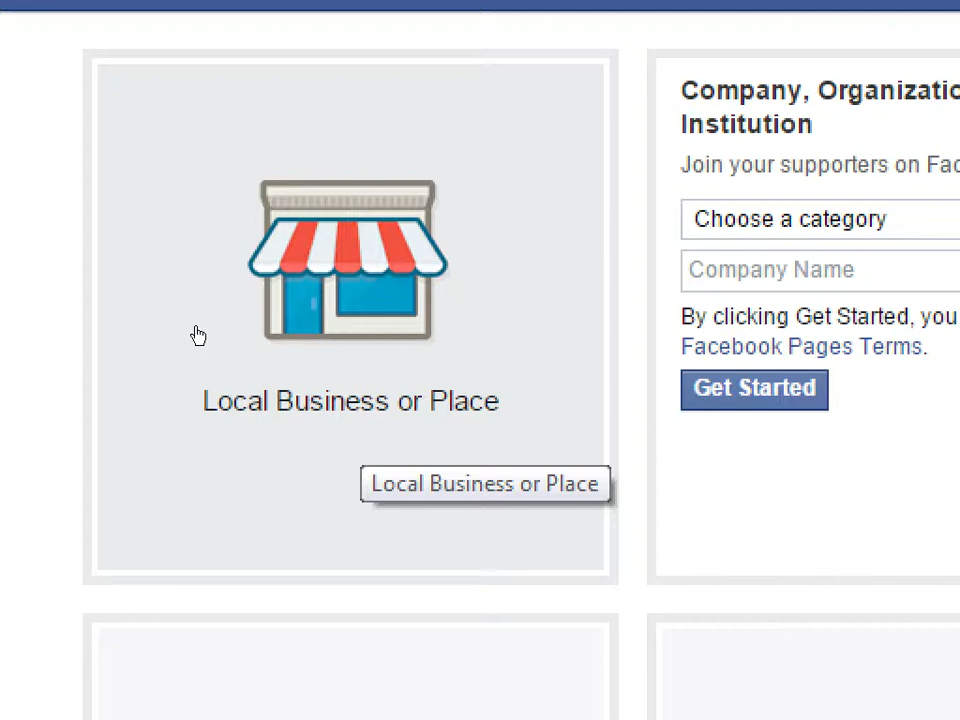 Local Business or Place
Local Business or Place
Company, Organizatio
Institution
Join your supporters on Fac
Choose a category
Company Name
By clicking Get Started, you
Facebook Pages Terms.
Get Started